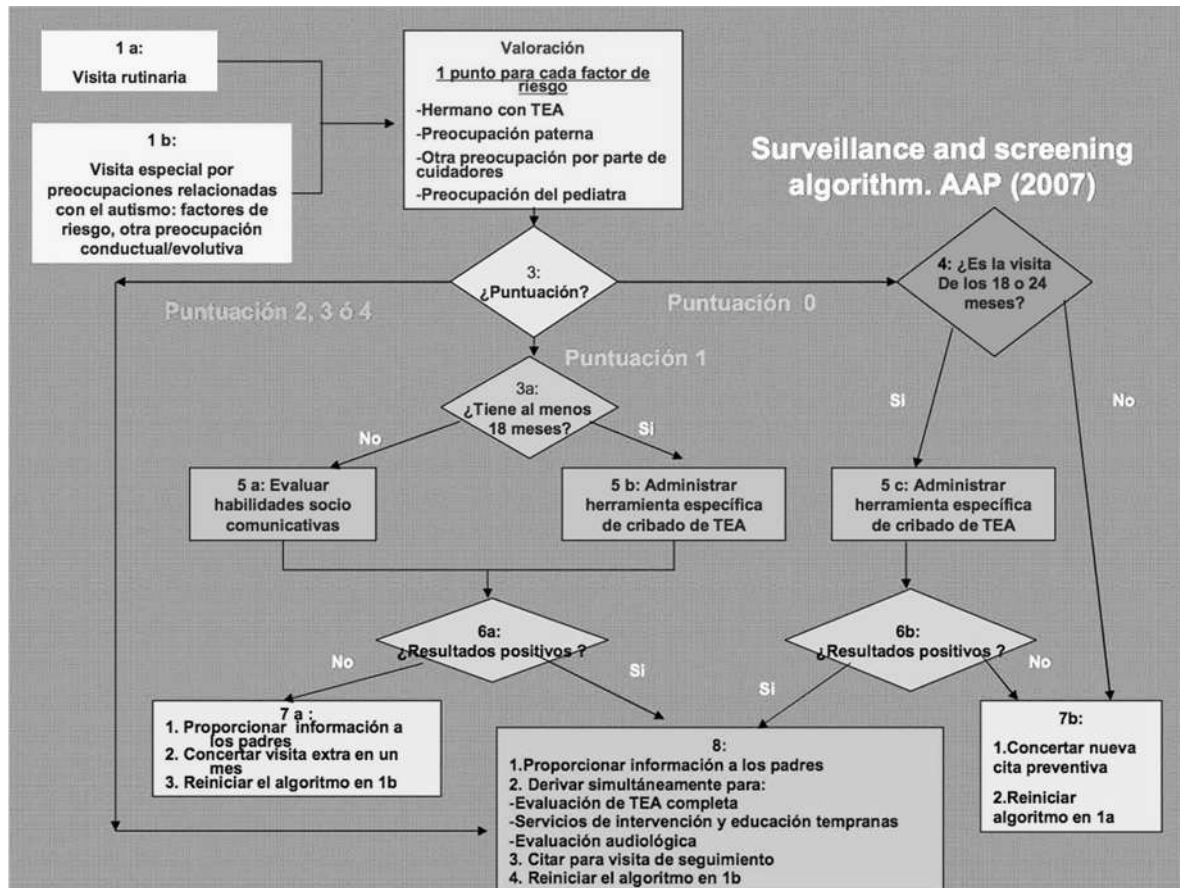 1 a:
Visita rutinaria
1 b:
Visita especial por
preocupaciones relacionadas
con el autismo: factores de
riesgo, otra preocupación
conductual/evolutiva
Valoración
1 punto para cada factor de
riesgo
-Hermano con TEA
-Preocupación paterna
-Otra preocupación por parte de
cuidadores
-Preocupación del pediatra
Surveillance and screening
algorithm. AAP (2007)
3:
¿Puntuación?
4: ¿Es la visita
De los 18 o 24
meses?
Puntuación 2, 3 ó 4
Puntuación 0
Puntuación 1
3a:
¿Tiene al menos
18 meses?
No
Si
Si
No
5 a: Evaluar
habilidades socio
comunicativas
5 b: Administrar
herramienta específica
de cribado de TEA
5 c: Administrar
herramienta específica
de cribado de TEA
6a:
¿Resultados positivos ?
6b:
¿Resultados positivos ?
No
Si
Si
No
7 a :
1. Proporcionar información a
los padres
2. Concertar visita extra en un
mes
3. Reiniciar el algoritmo en 1b
8:
1.Proporcionar información a los padres
2. Derivar simultáneamente para:
-Evaluación de TEA completa
-Servicios de intervención y educación tempranas
-Evaluación audiológica
3. Citar para visita de seguimiento
4. Reiniciar el algoritmo en 1b
7b:
1.Concertar nueva
cita preventiva
2.Reiniciar
algoritmo en 1a